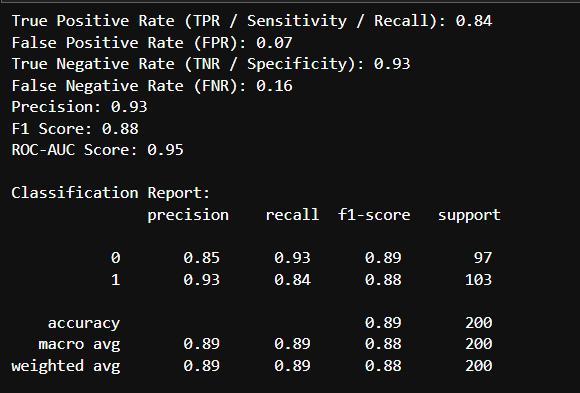 True Positive Rate (TPR / Sensitivity / Recall): 0.84
False Positive Rate (FPR): 0.07
True Negative Rate (TNR / Specificity): 0.93
False Negative Rate (FNR): 0.16
Precision: 0.93
F1 Score: 0.88
ROC-AUC Score: 0.95
Classification Report:
precision recall f1-score support
0 0.85 0.93 0.89 97
1 0.93 0.84 0.88 103
accuracy 0.89 200
macro avg 0.89 0.89 0.88 200
weighted avg 0.89 0.89 0.88 200